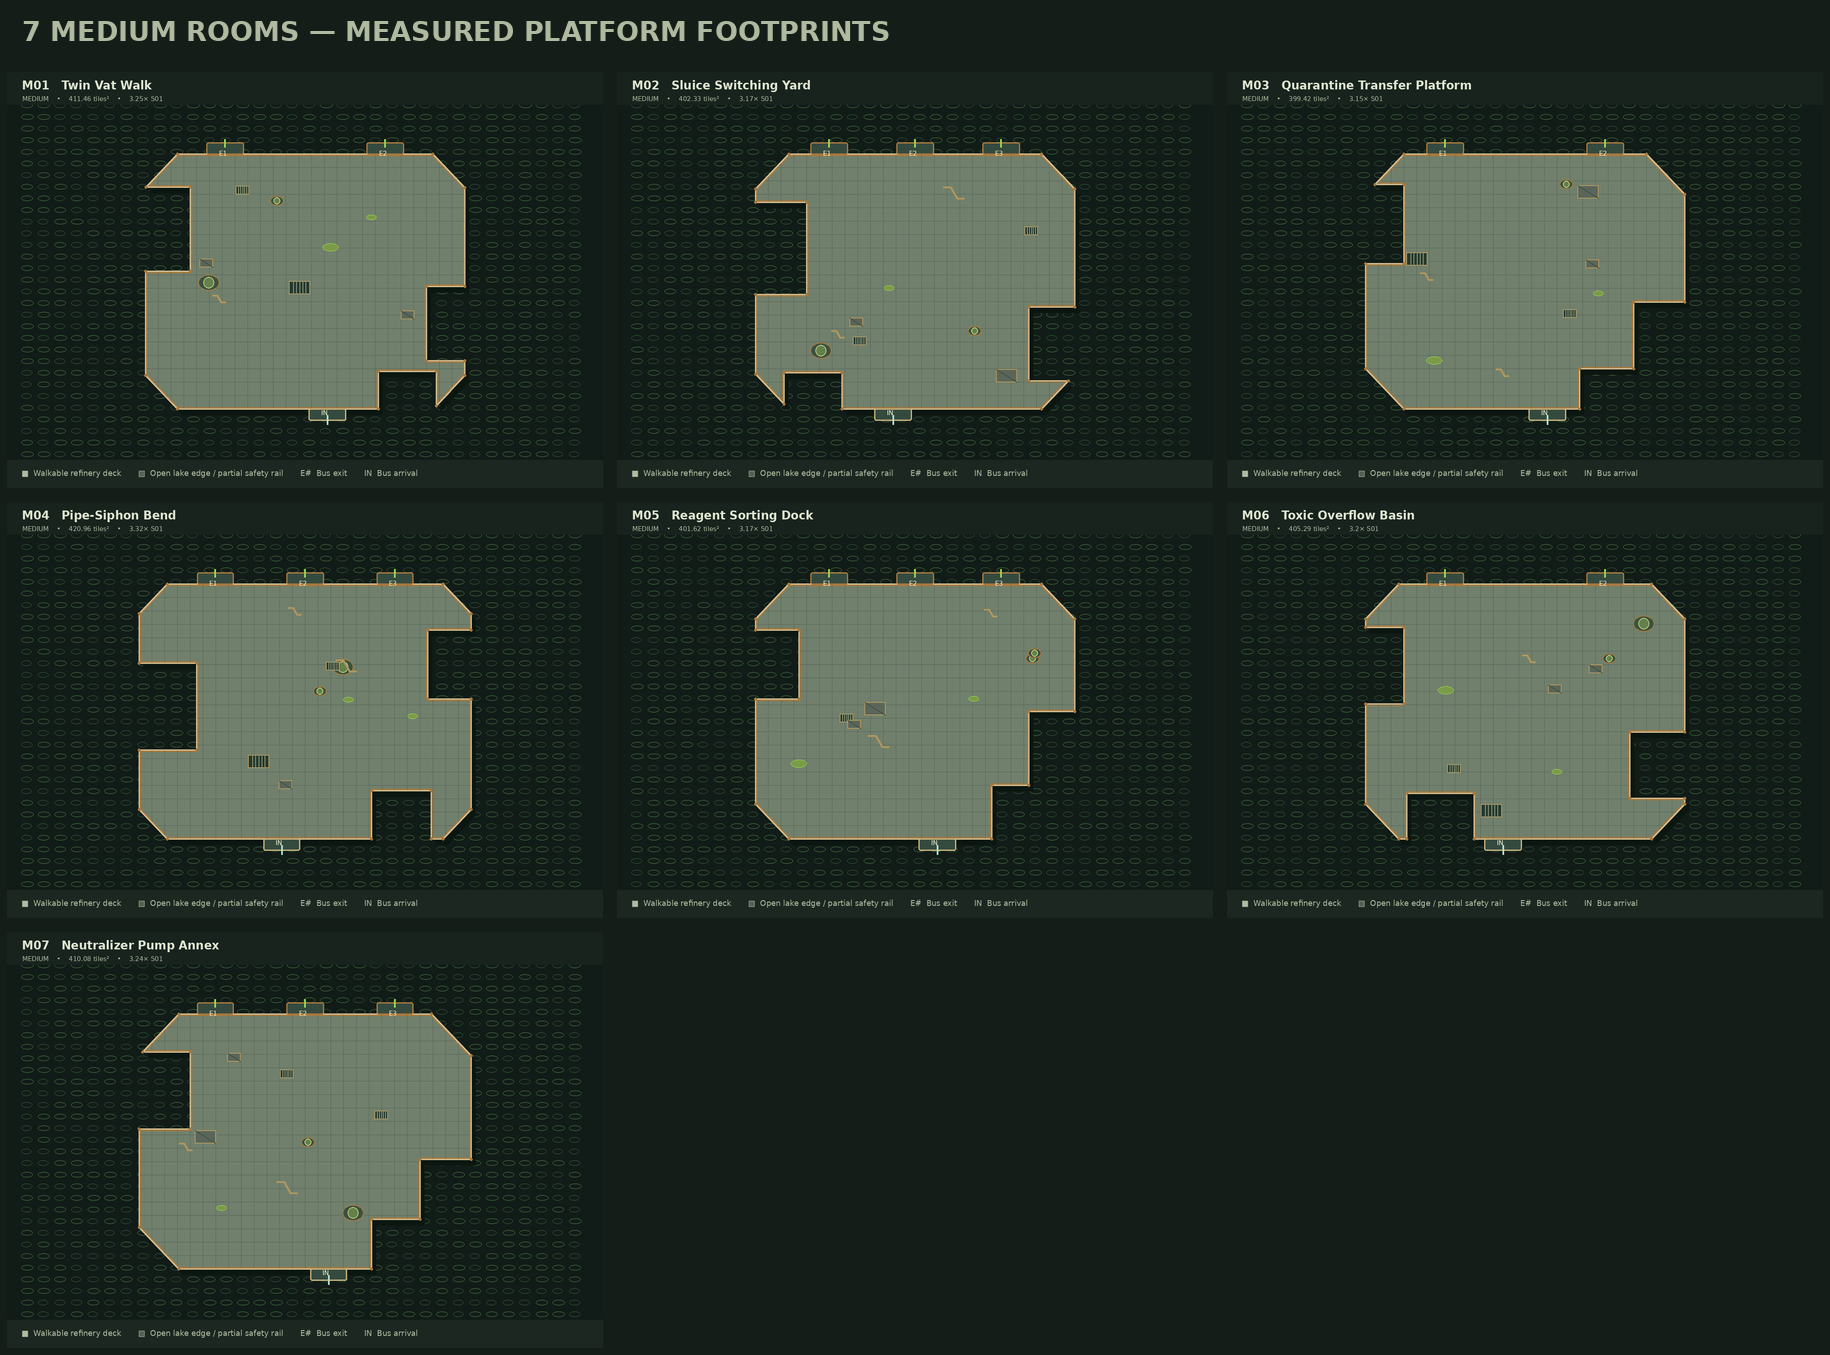 7 MEDIUM ROOMS — MEASURED PLATFORM FOOTPRINTS
M01 Twin Vat Walk
MEDIUM • 411.46 tiles² • 3.25× S01
E1 E2
IN
■ Walkable refinery deck ▧ Open lake edge / partial safety rail E# Bus exit IN Bus arrival
M02 Sluice Switching Yard
MEDIUM • 402.33 tiles² • 3.17× S01
E1 E2 E3
IN
■ Walkable refinery deck ▧ Open lake edge / partial safety rail E# Bus exit IN Bus arrival
M03 Quarantine Transfer Platform
MEDIUM • 399.42 tiles² • 3.15× S01
E1 E2
IN
■ Walkable refinery deck ▧ Open lake edge / partial safety rail E# Bus exit IN Bus arrival
M04 Pipe-Siphon Bend
MEDIUM • 420.96 tiles² • 3.32× S01
E1 E2 E3
IN
■ Walkable refinery deck ▧ Open lake edge / partial safety rail E# Bus exit IN Bus arrival
M05 Reagent Sorting Dock
MEDIUM • 401.62 tiles² • 3.17× S01
E1 E2 E3
IN
■ Walkable refinery deck ▧ Open lake edge / partial safety rail E# Bus exit IN Bus arrival
M06 Toxic Overflow Basin
MEDIUM • 405.29 tiles² • 3.2× S01
E1 E2
IN
■ Walkable refinery deck ▧ Open lake edge / partial safety rail E# Bus exit IN Bus arrival
M07 Neutralizer Pump Annex
MEDIUM • 410.08 tiles² • 3.24× S01
E1 E2 E3
IN
■ Walkable refinery deck ▧ Open lake edge / partial safety rail E# Bus exit IN Bus arrival